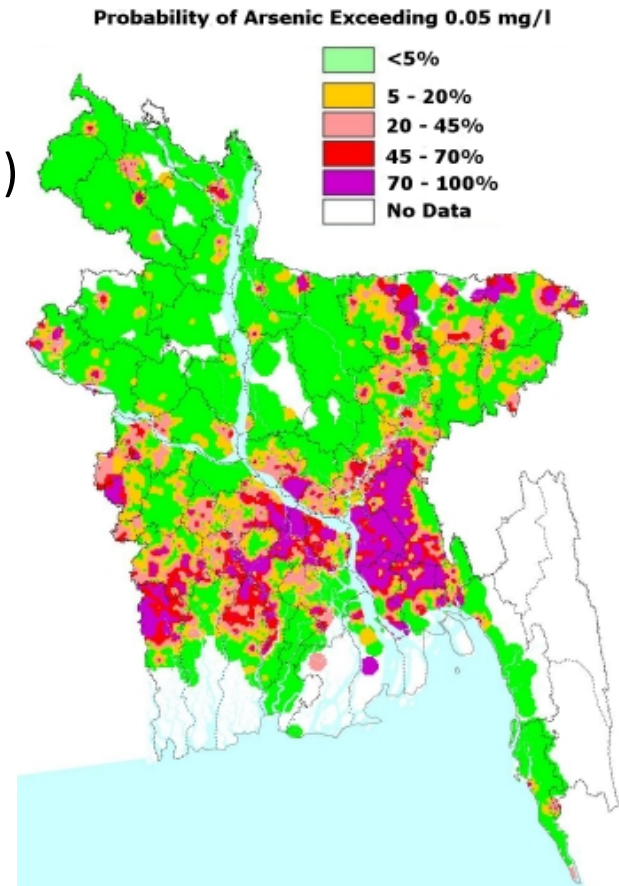 Probability of Arsenic Exceeding 0.05 mg/l
<5%
5 - 20%
20 - 45%
45 - 70%
70 - 100%
No Data
)